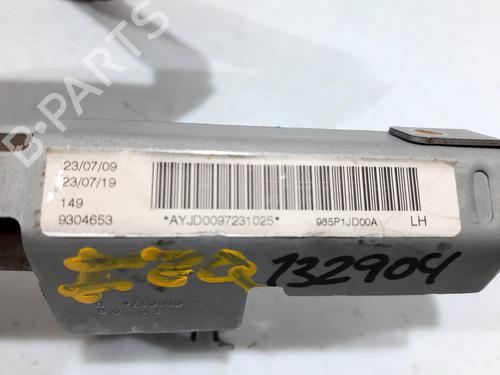 B-PARTS
23/07/09
23/07/19
149
9304653
*AYJD0097231025*
985P1JD00A
LH
132904